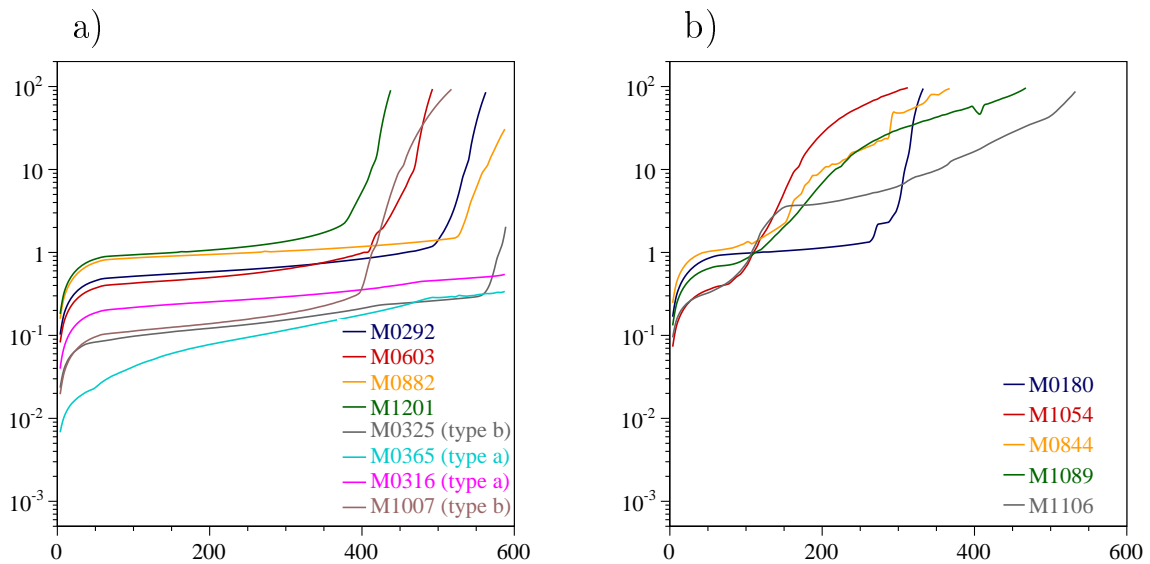 a)
10²
10
1
10⁻¹
10⁻²
10⁻³
0 200 400 600
M0292
M0603
M0882
M1201
M0325 (type b)
M0365 (type a)
M0316 (type a)
M1007 (type b)
b)
10²
10
1
10⁻¹
10⁻²
10⁻³
0 200 400 600
M0180
M1054
M0844
M1089
M1106